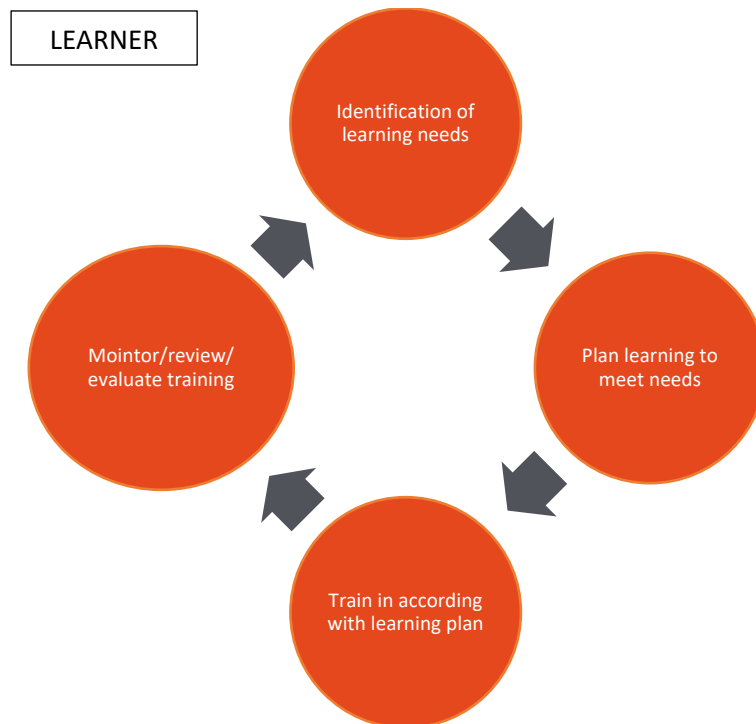 LEARNER
Identification of
learning needs
Plan learning to
meet needs
Train in according
with learning plan
Mointor/review/
evaluate training